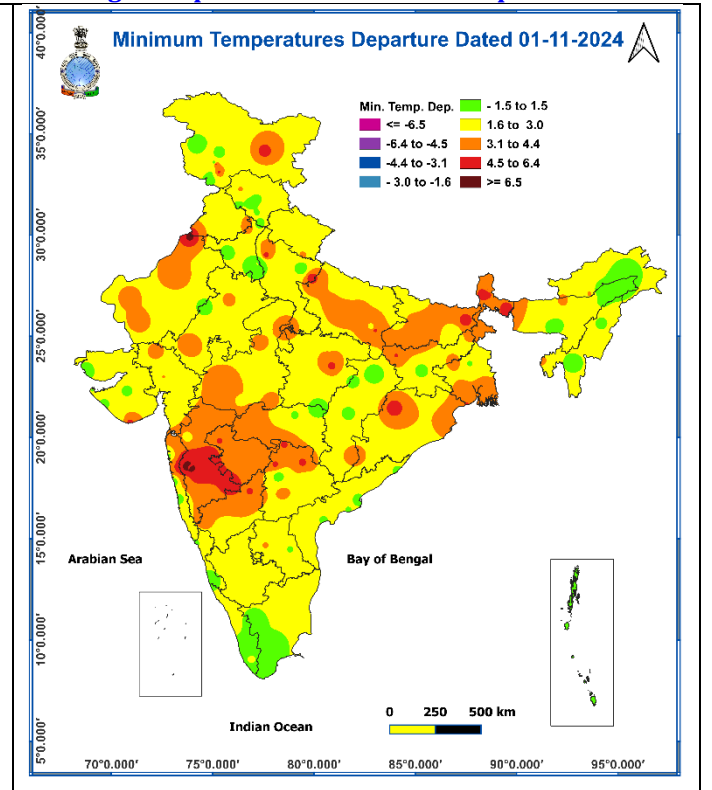 Minimum Temperatures Departure Dated 01-11-2024
Min. Temp. Dep.
<= -6.5
-6.4 to -4.5
-4.4 to -3.1
- 3.0 to -1.6
- 1.5 to 1.5
1.6 to 3.0
3.1 to 4.4
4.5 to 6.4
>= 6.5
40°0.000'
35°0.000'
30°0.000'
25°0.000'
20°0.000'
15°0.000'
10°0.000'
5°0.000'
Arabian Sea
Bay of Bengal
Indian Ocean
0 250 500 km
70°0.000' 75°0.000' 80°0.000' 85°0.000' 90°0.000' 95°0.000'